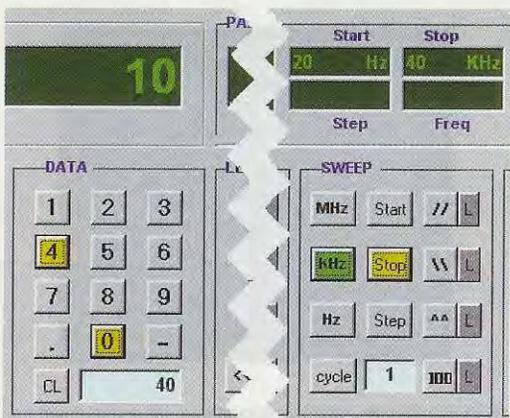 10
DATA
1 2 3
4 5 6
7 8 9
. 0 -
CL 40
Start Stop
20 Hz 40 KHz
Step Freq
SWEEP
MHz Start // L
KHz Stop \\ L
Hz Step ^^ L
cycle 1 L